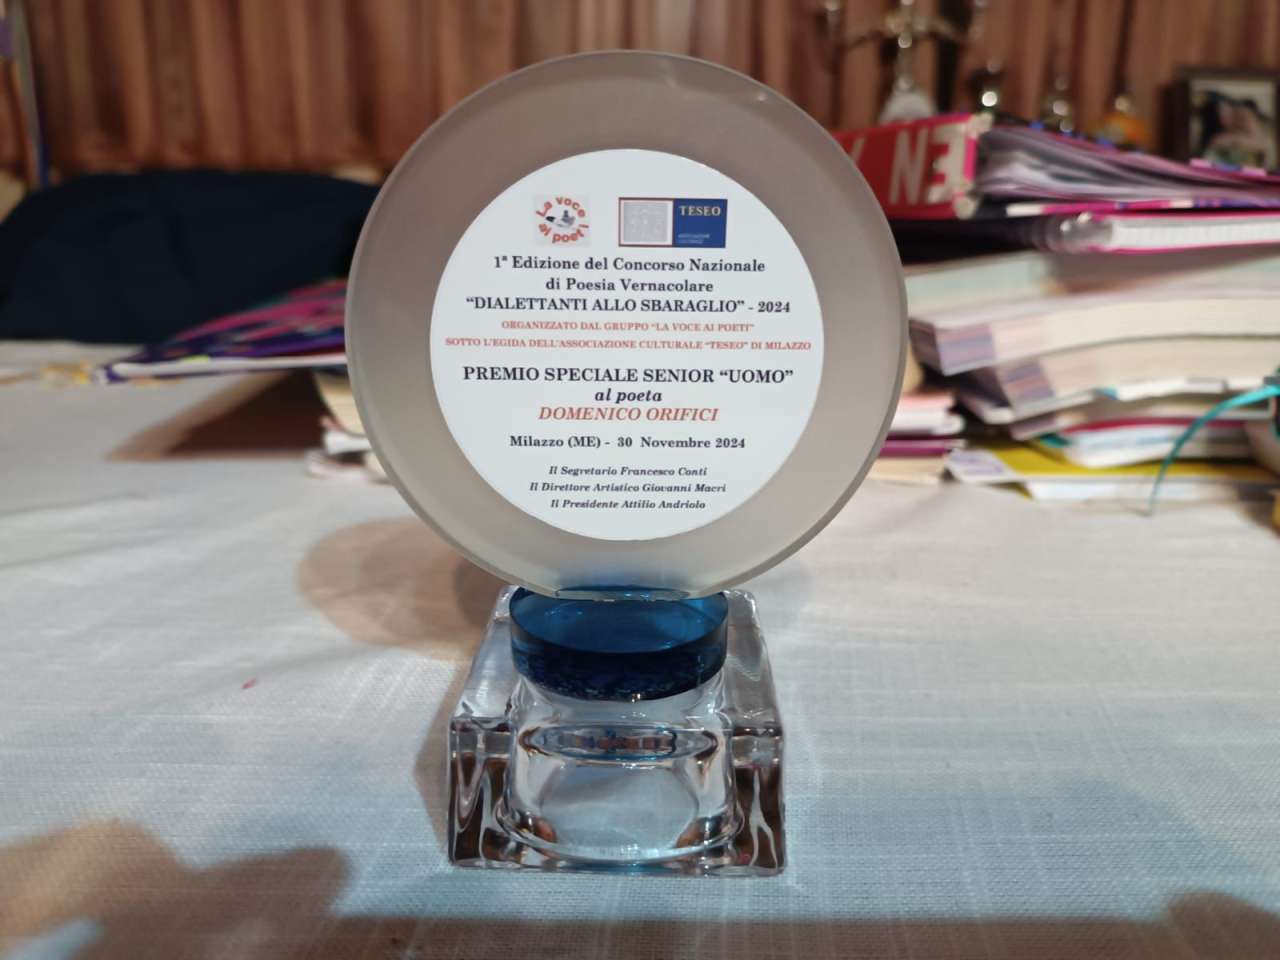 La voce
ai poeti
TESEO
ASSOCIAZIONE
CULTURALE
1ª Edizione del Concorso Nazionale
di Poesia Vernacolare
“DIALETTANTI ALLO SBARAGLIO” - 2024
ORGANIZZATO DAL GRUPPO “LA VOCE AI POETI”
SOTTO L'EGIDA DELL'ASSOCIAZIONE CULTURALE “TESEO” DI MILAZZO
PREMIO SPECIALE SENIOR “UOMO”
al poeta
DOMENICO ORIFICI
Milazzo (ME) - 30 Novembre 2024
Il Segretario Francesco Conti
Il Direttore Artistico Giovanni Macrì
Il Presidente Attilio Andriolo